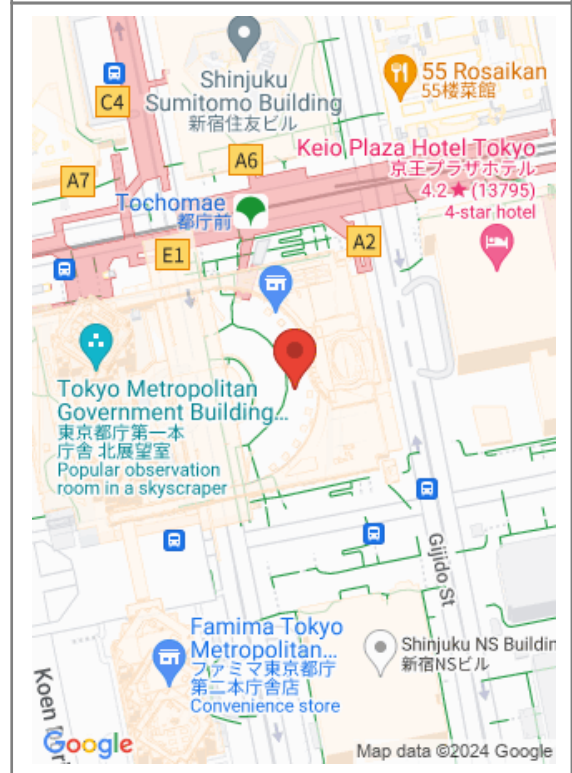 Shinjuku
Sumitomo Building
新宿住友ビル
55 Rosaikan
55楼菜館
C4
Keio Plaza Hotel Tokyo
京王プラザホテル
4.2★(13795)
4-star hotel
A6
A7
Tochomae
都庁前
A2
E1
Tokyo Metropolitan
Government Building...
東京都庁第一本
庁舎 北展望室
Popular observation
room in a skyscraper
Gijido St
Famima Tokyo
Metropolitan...
ファミマ東京都庁
第二本庁舎店
Convenience store
Shinjuku NS Buildin
新宿NSビル
Koen
Google
Map data ©2024 Google